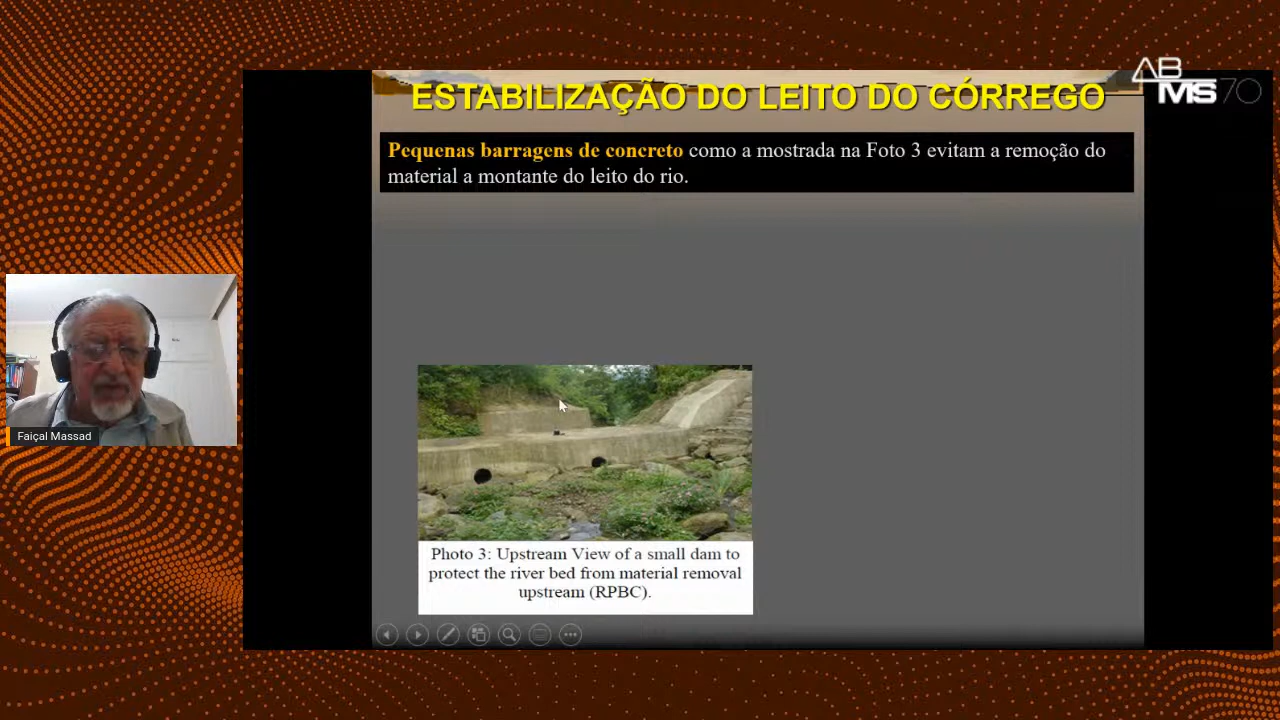 AB
MS70
ESTABILIZAÇÃO DO LEITO DO CÓRREGO
Pequenas barragens de concreto como a mostrada na Foto 3 evitam a remoção do
material a montante do leito do rio.
Faiçal Massad
Photo 3: Upstream View of a small dam to
protect the river bed from material removal
upstream (RPBC).